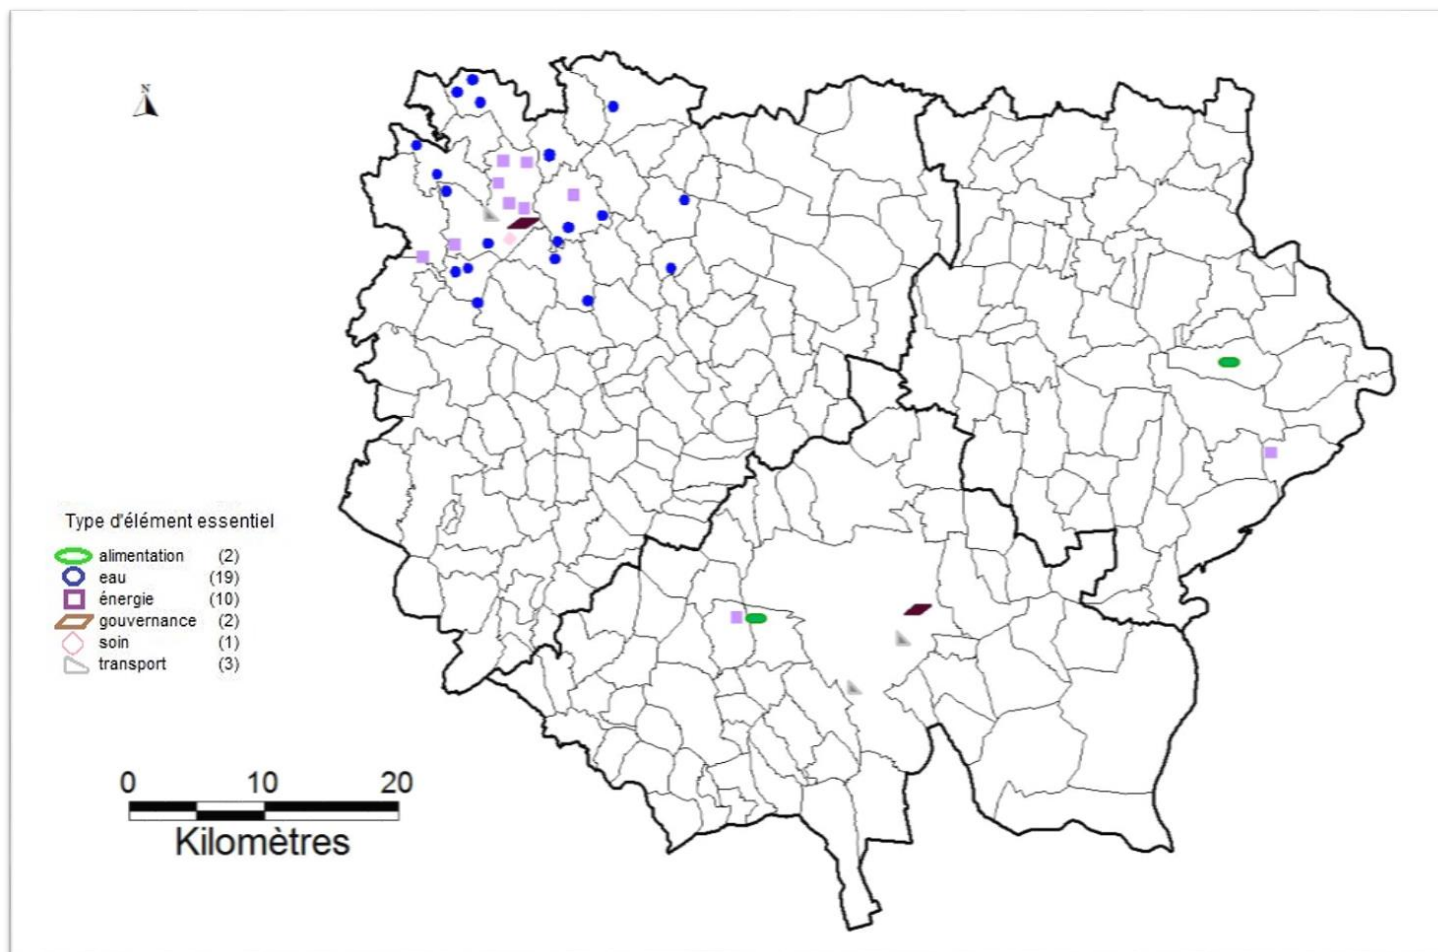 N
Type d'élément essentiel
alimentation (2)
eau (19)
énergie (10)
gouvernance (2)
soin (1)
transport (3)
0 10 20
Kilomètres